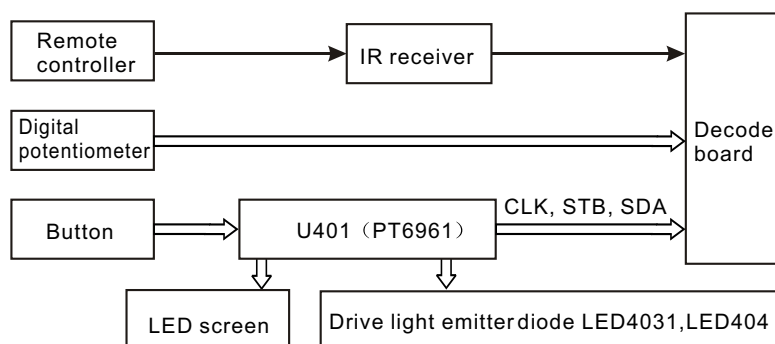 Remote
controller
IR receiver
Digital
potentiometer
Decode
board
Button
U401（PT6961）
CLK, STB, SDA
LED screen
Drive light emitter diode LED4031,LED404